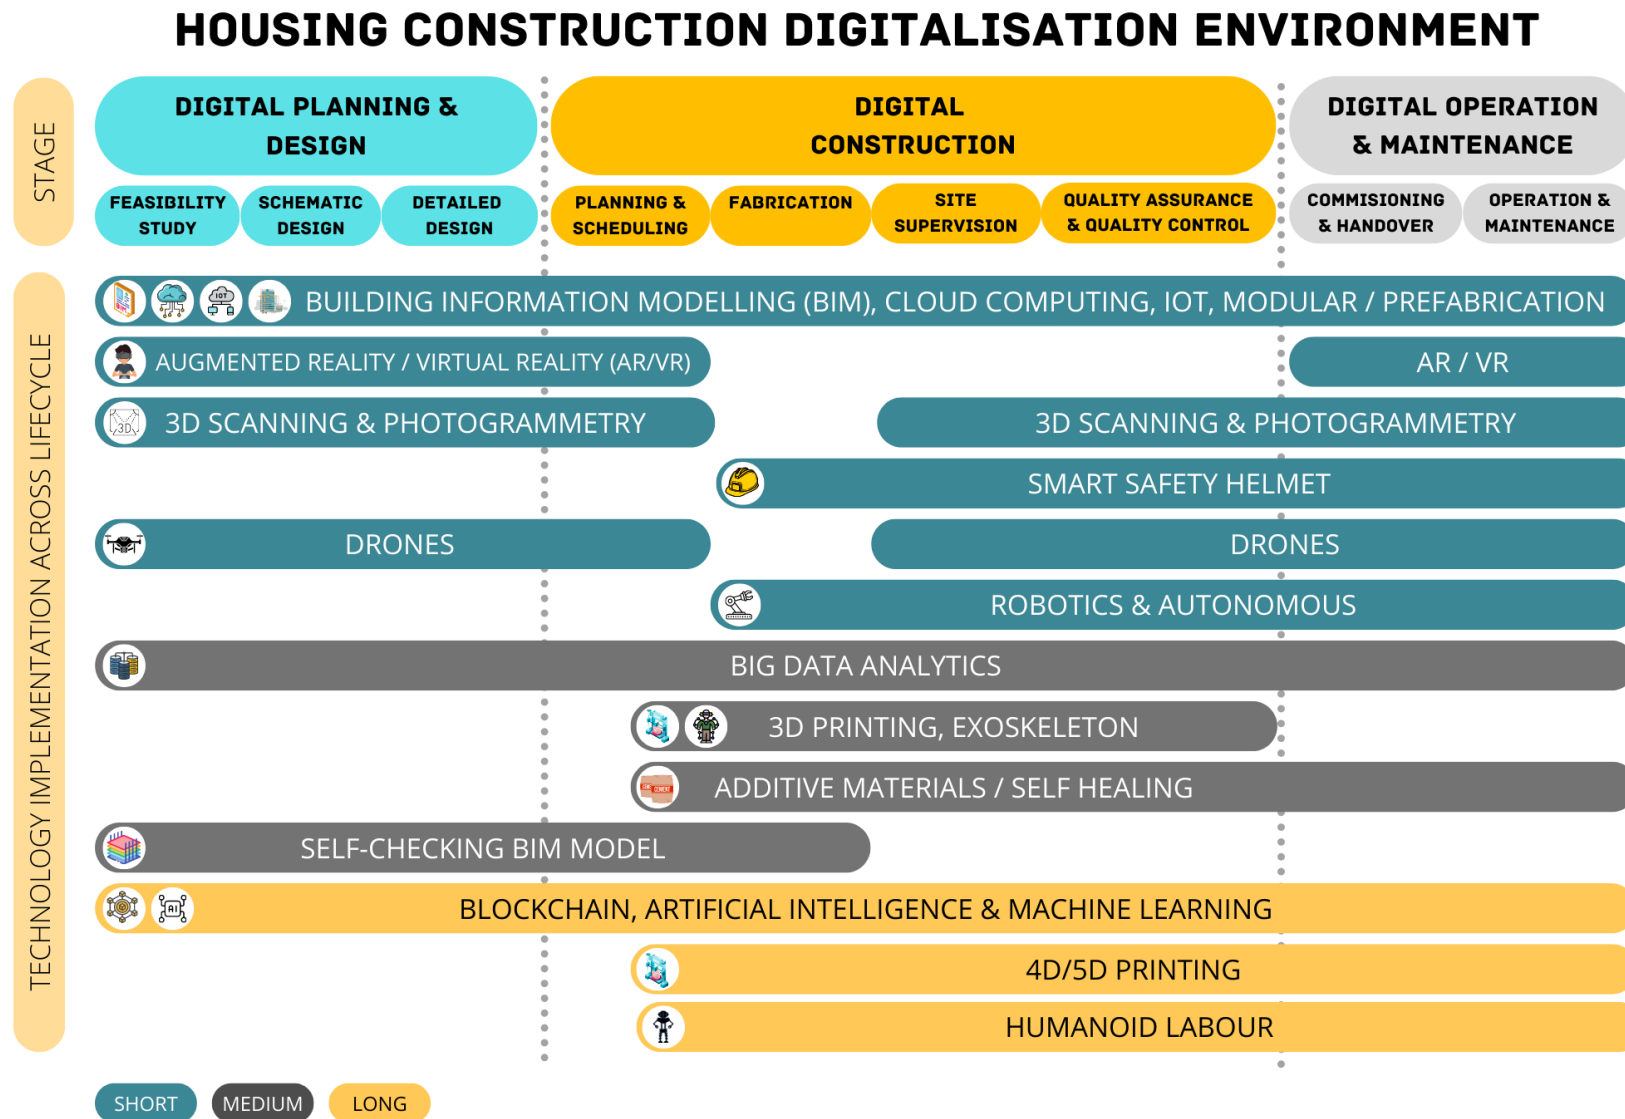 HOUSING CONSTRUCTION DIGITALISATION ENVIRONMENT
STAGE
DIGITAL PLANNING &
DESIGN
DIGITAL
CONSTRUCTION
DIGITAL OPERATION
& MAINTENANCE
FEASIBILITY
STUDY
SCHEMATIC
DESIGN
DETAILED
DESIGN
PLANNING &
SCHEDULING
FABRICATION
SITE
SUPERVISION
QUALITY ASSURANCE
& QUALITY CONTROL
COMMISIONING
& HANDOVER
OPERATION &
MAINTENANCE
TECHNOLOGY IMPLEMENTATION ACROSS LIFECYCLE
IOT
BUILDING INFORMATION MODELLING (BIM), CLOUD COMPUTING, IOT, MODULAR / PREFABRICATION
AUGMENTED REALITY / VIRTUAL REALITY (AR/VR)
AR / VR
3D
3D SCANNING & PHOTOGRAMMETRY
3D SCANNING & PHOTOGRAMMETRY
SMART SAFETY HELMET
DRONES
DRONES
ROBOTICS & AUTONOMOUS
BIG DATA ANALYTICS
3D PRINTING, EXOSKELETON
CEMENT
ADDITIVE MATERIALS / SELF HEALING
SELF-CHECKING BIM MODEL
AI
BLOCKCHAIN, ARTIFICIAL INTELLIGENCE & MACHINE LEARNING
4D/5D PRINTING
HUMANOID LABOUR
SHORT
MEDIUM
LONG